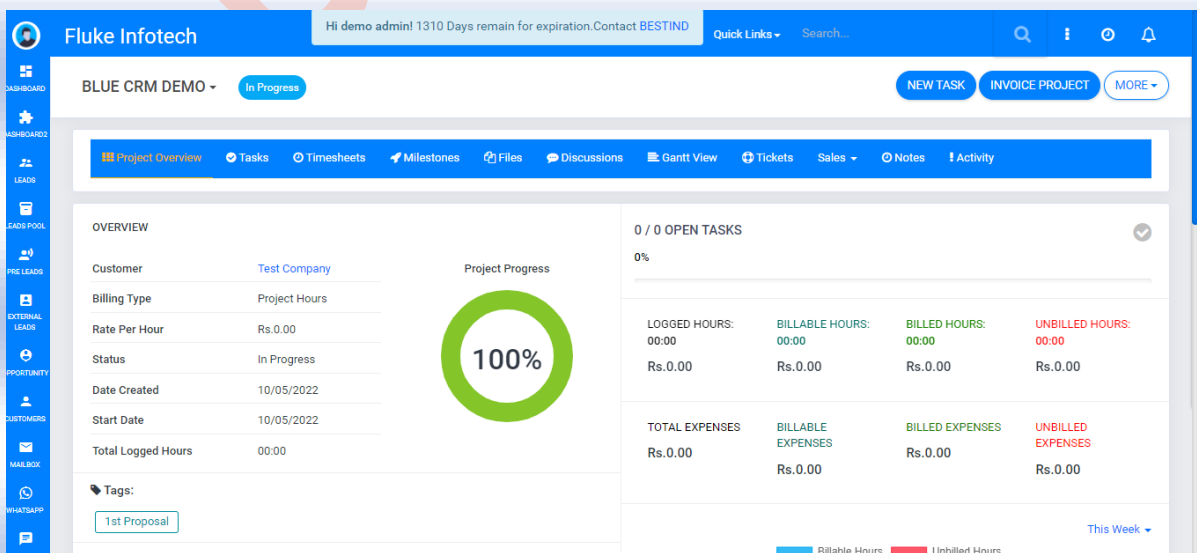 Fluke Infotech
Hi demo admin! 1310 Days remain for expiration.Contact BESTIND
Quick Links
Search...
DASHBOARD
DASHBOARD2
LEADS
LEADS POOL
PRE LEADS
EXTERNAL
LEADS
OPPORTUNITY
CUSTOMERS
MAILBOX
WHATSAPP
BLUE CRM DEMO
In Progress
NEW TASK
INVOICE PROJECT
MORE
Project Overview
Tasks
Timesheets
Milestones
Files
Discussions
Gantt View
Tickets
Sales
Notes
Activity
OVERVIEW
Customer Test Company
Billing Type Project Hours
Rate Per Hour Rs.0.00
Status In Progress
Date Created 10/05/2022
Start Date 10/05/2022
Total Logged Hours 00:00
Project Progress
100%
Tags:
1st Proposal
0 / 0 OPEN TASKS
0%
LOGGED HOURS:
00:00
Rs.0.00
BILLABLE HOURS:
00:00
Rs.0.00
BILLED HOURS:
00:00
Rs.0.00
UNBILLED HOURS:
00:00
Rs.0.00
TOTAL EXPENSES
Rs.0.00
BILLABLE
EXPENSES
Rs.0.00
BILLED EXPENSES
Rs.0.00
UNBILLED
EXPENSES
Rs.0.00
This Week
Billable Hours
Unbilled Hours